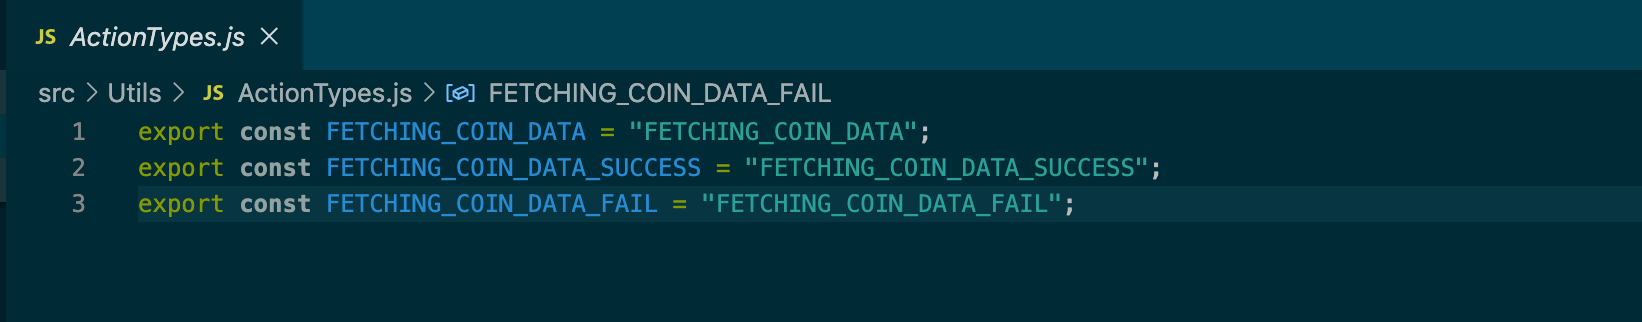 JS ActionTypes.js ×
src > Utils > JS ActionTypes.js > FETCHING_COIN_DATA_FAIL
1 export const FETCHING_COIN_DATA = "FETCHING_COIN_DATA";
2 export const FETCHING_COIN_DATA_SUCCESS = "FETCHING_COIN_DATA_SUCCESS";
3 export const FETCHING_COIN_DATA_FAIL = "FETCHING_COIN_DATA_FAIL";